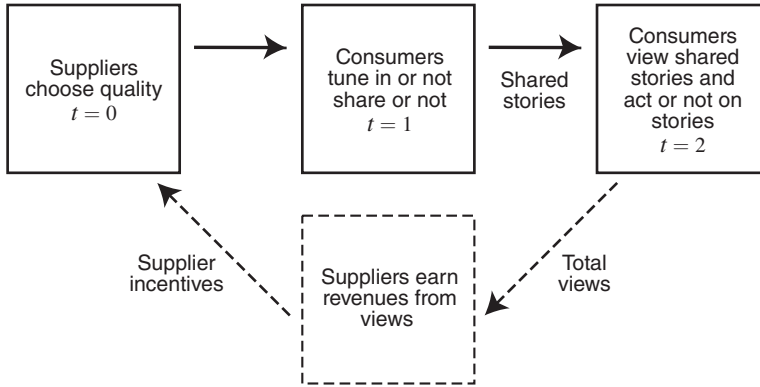 Suppliers
choose quality
t = 0
Consumers
tune in or not
share or not
t = 1
Shared
stories
Consumers
view shared
stories and
act or not on
stories
t = 2
Supplier
incentives
Suppliers earn
revenues from
views
Total
views